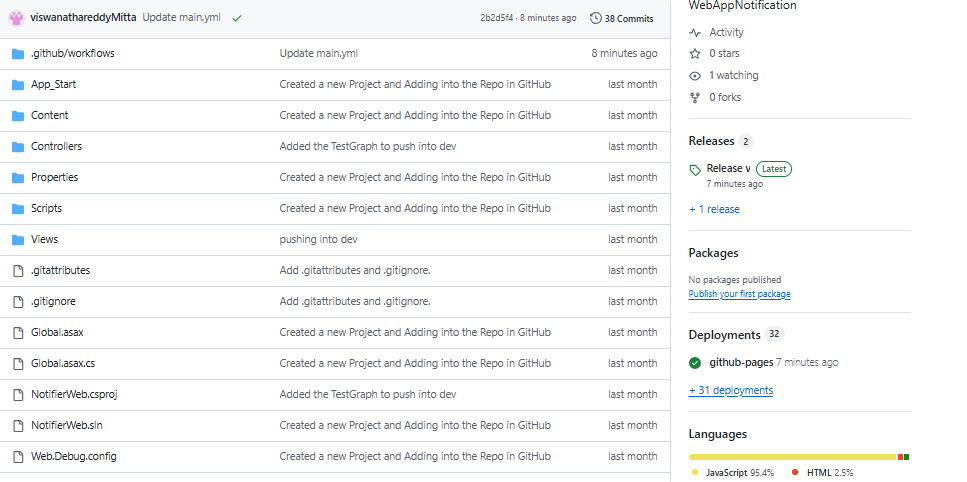 viswanathareddyMitta Update main.yml 2b2d5f4 · 8 minutes ago 38 Commits
.github/workflows Update main.yml 8 minutes ago
App_Start Created a new Project and Adding into the Repo in GitHub last month
Content Created a new Project and Adding into the Repo in GitHub last month
Controllers Added the TestGraph to push into dev last month
Properties Created a new Project and Adding into the Repo in GitHub last month
Scripts Created a new Project and Adding into the Repo in GitHub last month
Views pushing into dev last month
.gitattributes Add .gitattributes and .gitignore. last month
.gitignore Add .gitattributes and .gitignore. last month
Global.asax Created a new Project and Adding into the Repo in GitHub last month
Global.asax.cs Created a new Project and Adding into the Repo in GitHub last month
NotifierWeb.csproj Added the TestGraph to push into dev last month
NotifierWeb.sln Created a new Project and Adding into the Repo in GitHub last month
Web.Debug.config Created a new Project and Adding into the Repo in GitHub last month
WebAppNotification
Activity
0 stars
1 watching
0 forks
Releases 2
Release v Latest
7 minutes ago
+ 1 release
Packages
No packages published
Publish your first package
Deployments 32
github-pages 7 minutes ago
+ 31 deployments
Languages
JavaScript 95.4% HTML 2.5%